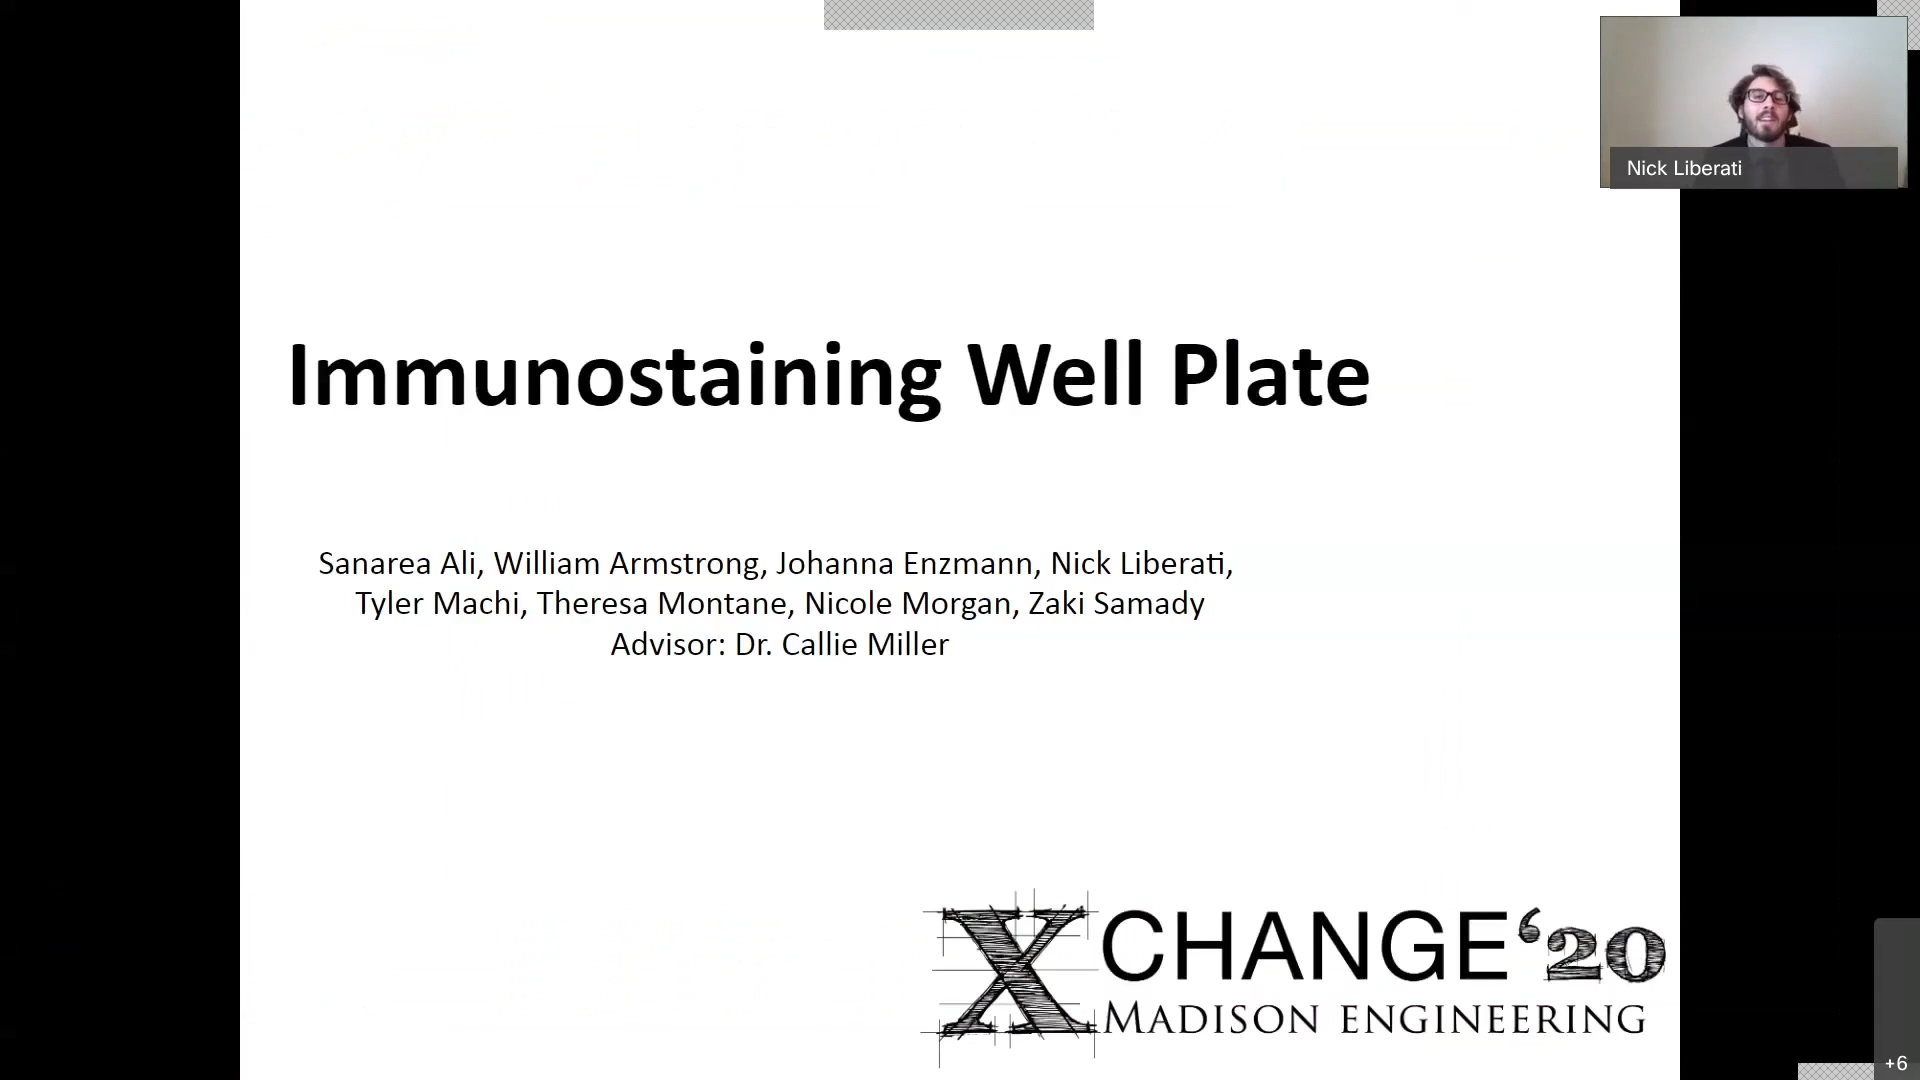 Nick Liberati
Immunostaining Well Plate
Sanarea Ali, William Armstrong, Johanna Enzmann, Nick Liberati,
Tyler Machi, Theresa Montane, Nicole Morgan, Zaki Samady
Advisor: Dr. Callie Miller
XCHANGE ‘20
MADISON ENGINEERING
+6